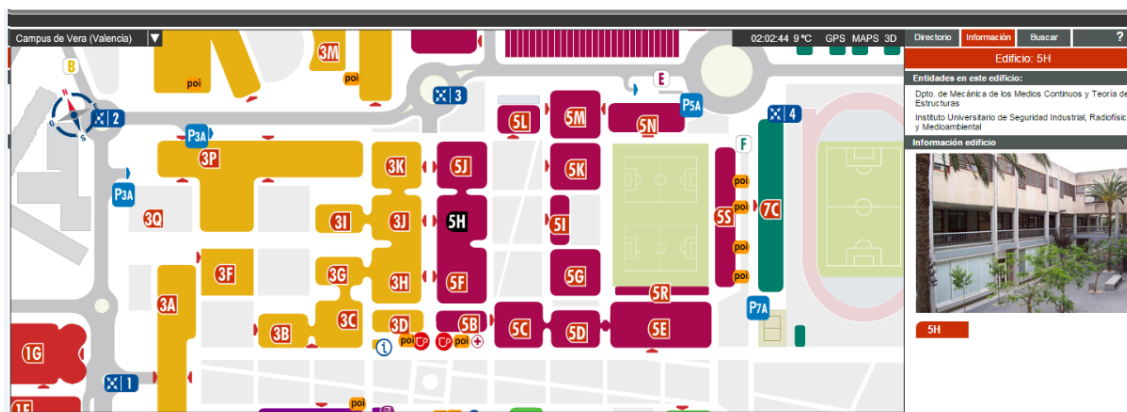 Campus de Vera (Valencia)
02:02:44 9 ºC GPS MAPS 3D
Directorio Información Buscar ?
Edificio: 5H
Entidades en este edificio:
Dpto. de Mecánica de los Medios Continuos y Teoría de
Estructuras
Instituto Universitario de Seguridad Industrial, Radiofísic
y Medioambiental
Información edificio
5H
3M
B
poi
poi
E
3
P5A
N
E
S
O
2
5L
5M
5N
4
P3A
F
3P
3K
5J
5K
poi
P3A
3Q
3I
3J
5H
5I
5S
poi
7C
3F
3G
3H
5F
5G
poi
poi
3A
5R
P7A
3B
3C
3D
5B
5C
5D
5E
i
poi
poi
1G
1
1E
poi